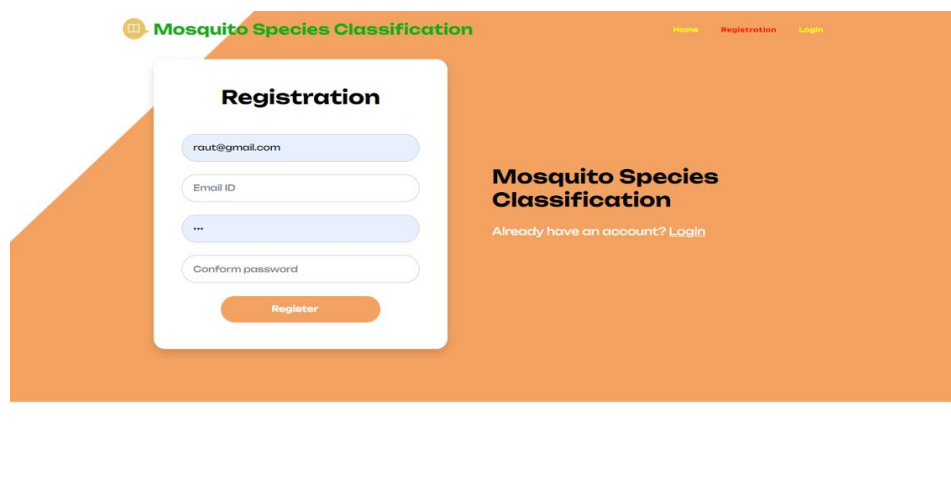 Mosquito Species Classification
Home Registration Login
Registration
raut@gmail.com
Email ID
•••
Conform password
Register
Mosquito Species
Classification
Already have an account? Login